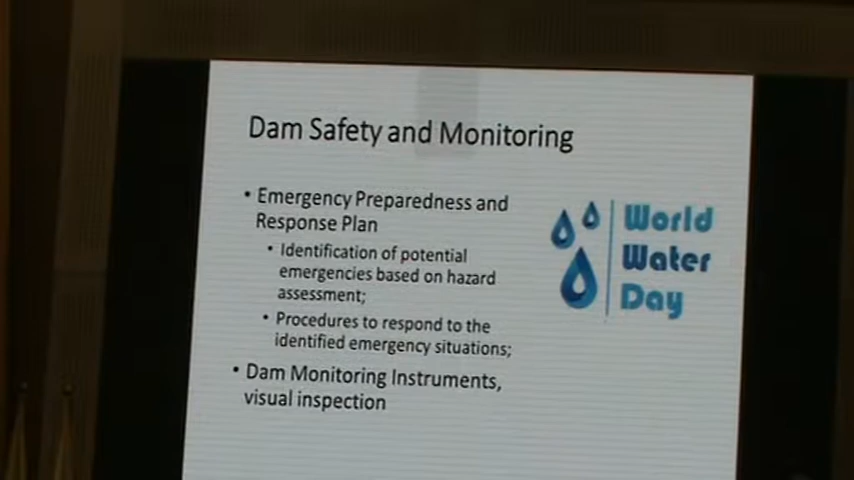 Dam Safety and Monitoring
• Emergency Preparedness and
Response Plan
• Identification of potential
emergencies based on hazard
assessment;
• Procedures to respond to the
identified emergency situations;
• Dam Monitoring Instruments,
visual inspection
World
Water
Day